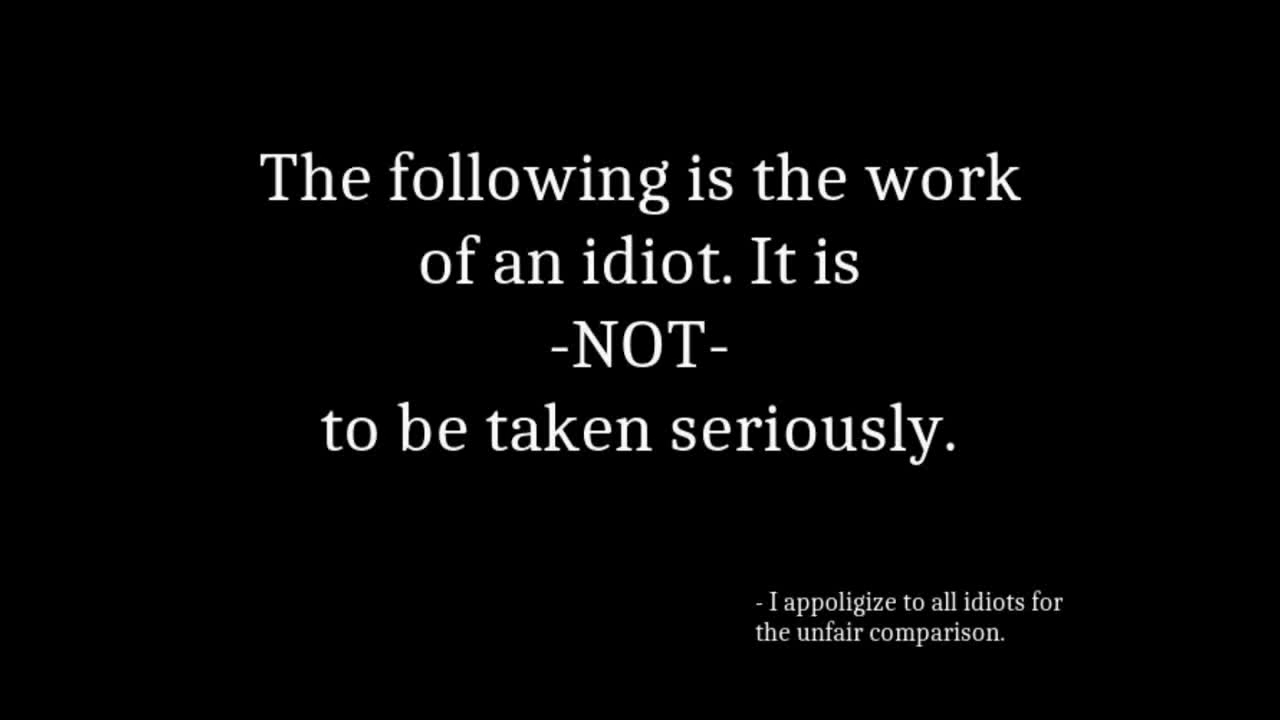 The following is the work
of an idiot. It is
-NOT-
to be taken seriously.
- I appoligize to all idiots for
the unfair comparison.